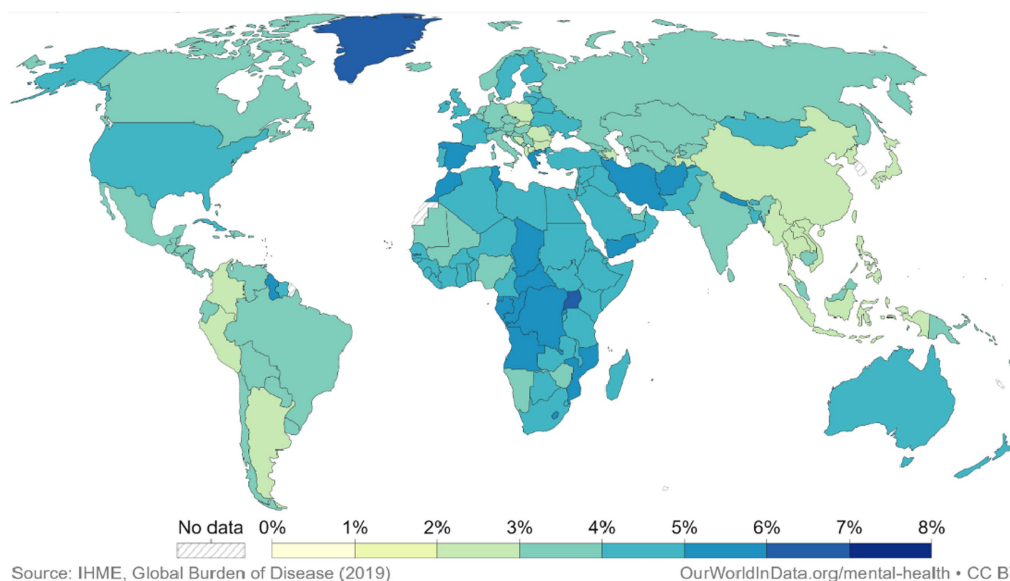 No data 0% 1% 2% 3% 4% 5% 6% 7% 8%
Source: IHME, Global Burden of Disease (2019) OurWorldInData.org/mental-health • CC B